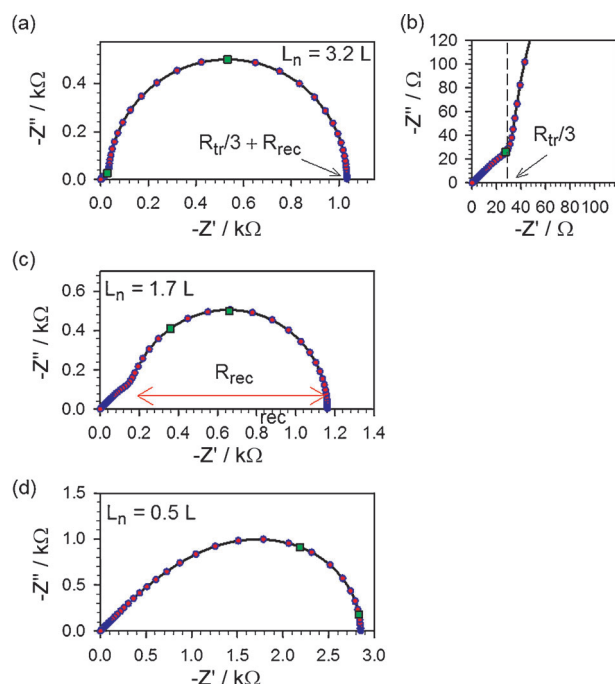 (a)
L_n = 3.2 L
-Z'' / kΩ
0.4
0.2
0.0
R_tr/3 + R_rec
0.0 0.2 0.4 0.6 0.8 1.0
-Z' / kΩ
(b)
-Z'' / Ω
120
100
80
60
40
20
0
R_tr/3
0 20 40 60 80 100
-Z' / Ω
(c)
L_n = 1.7 L
-Z'' / kΩ
0.6
0.4
0.2
0.0
R_rec
rec
0.0 0.2 0.4 0.6 0.8 1.0 1.2 1.4
-Z' / kΩ
(d)
L_n = 0.5 L
-Z'' / kΩ
1.5
1.0
0.5
0.0
0.0 0.5 1.0 1.5 2.0 2.5 3.0
-Z' / kΩ